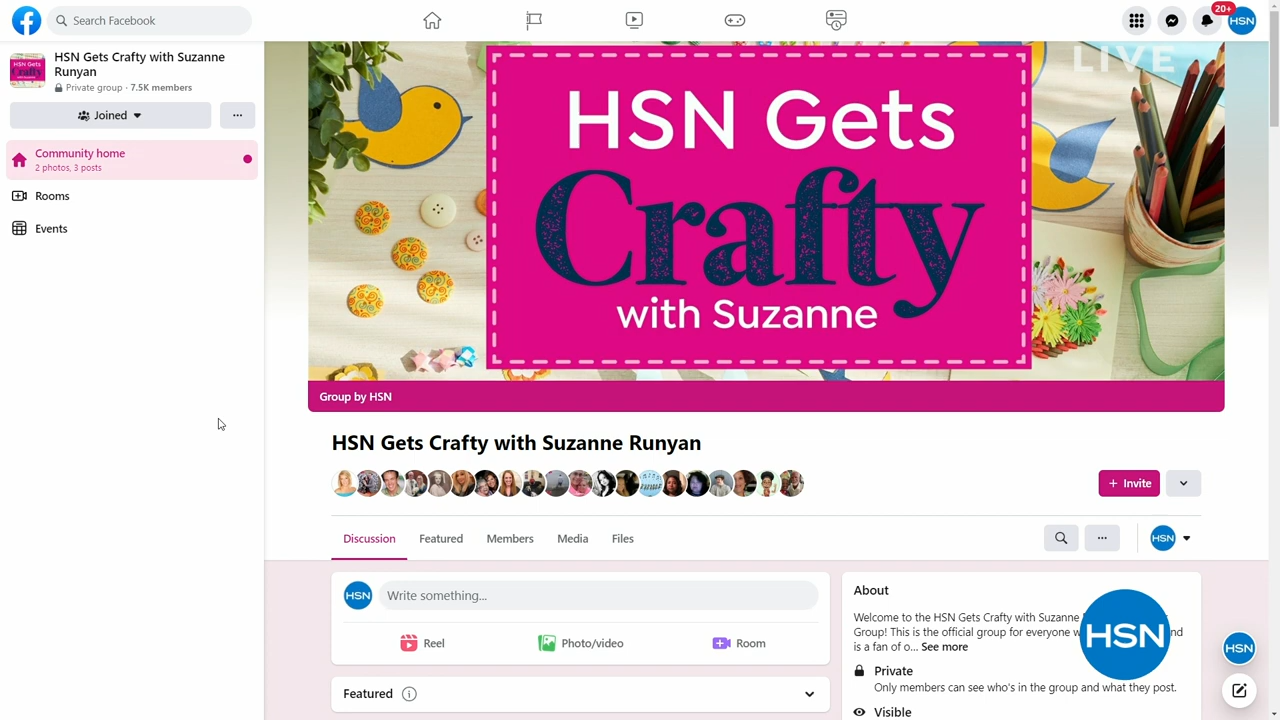 Search Facebook
20+
HSN
HSN Gets Crafty with Suzanne
Runyan
Private group · 7.5K members
Joined
Community home
2 photos, 3 posts
Rooms
Events
HSN Gets
Crafty
LIVE
HSN Gets
Crafty
with Suzanne
Group by HSN
HSN Gets Crafty with Suzanne Runyan
+ Invite
Discussion
Featured
Members
Media
Files
HSN
HSN
Write something...
Reel
Photo/video
Room
Featured
About
Welcome to the HSN Gets Crafty with Suzanne
Group! This is the official group for everyone w nd
is a fan of o... See more
Private
Only members can see who's in the group and what they post.
Visible
HSN
HSN